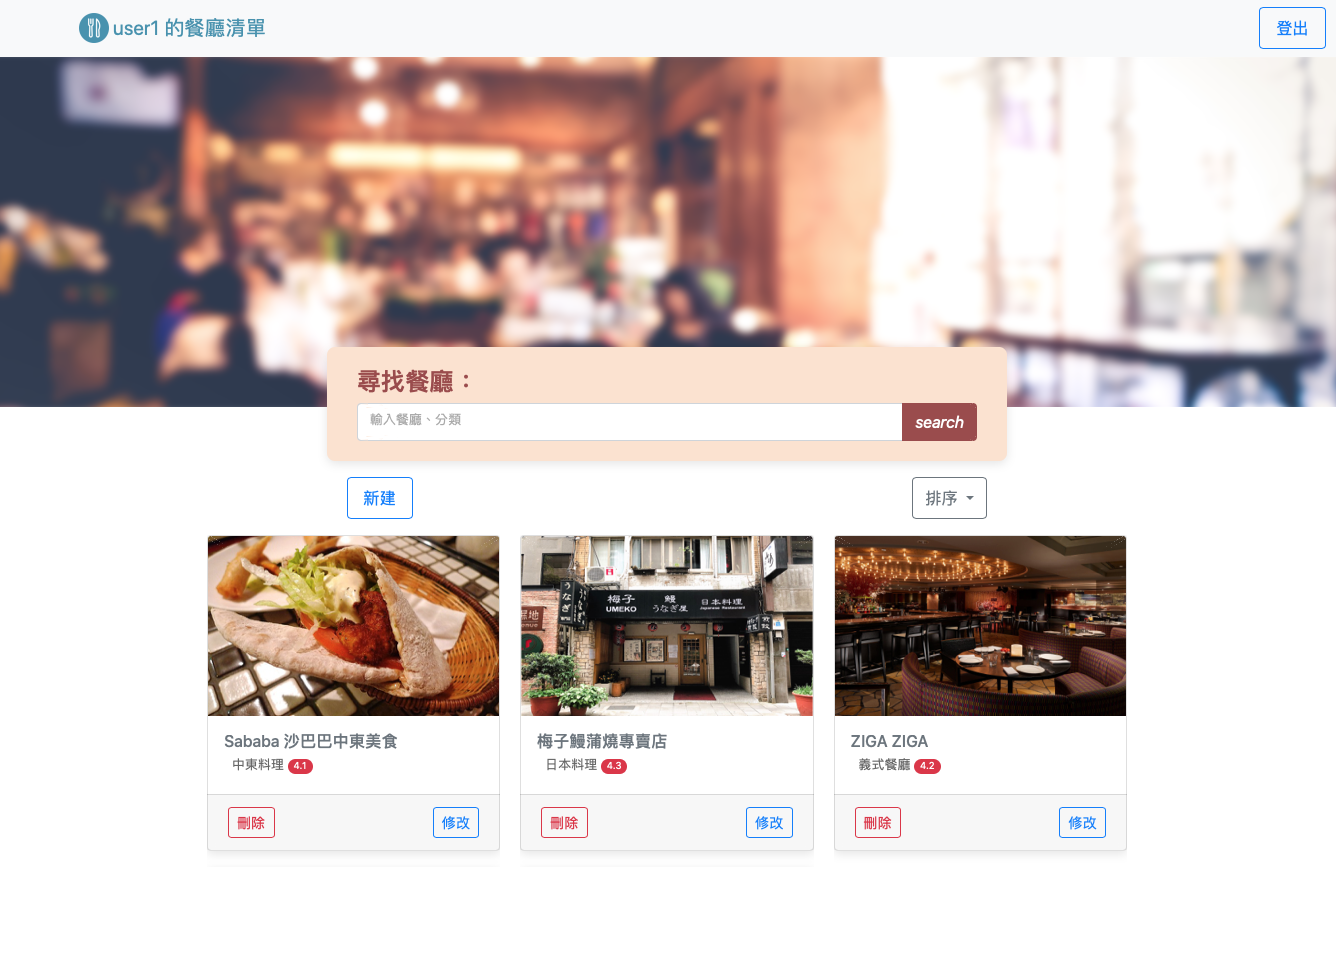 user1 的餐廳清單
登出
尋找餐廳：
輸入餐廳、分類
search
新建
排序
梅子 鰻 日本料理
UMEKO うなぎ屋 Japanese Restaurant
うなぎ
Sababa 沙巴巴中東美食
中東料理 4.1
刪除 修改
梅子鰻蒲燒專賣店
日本料理 4.3
刪除 修改
ZIGA ZIGA
義式餐廳 4.2
刪除 修改